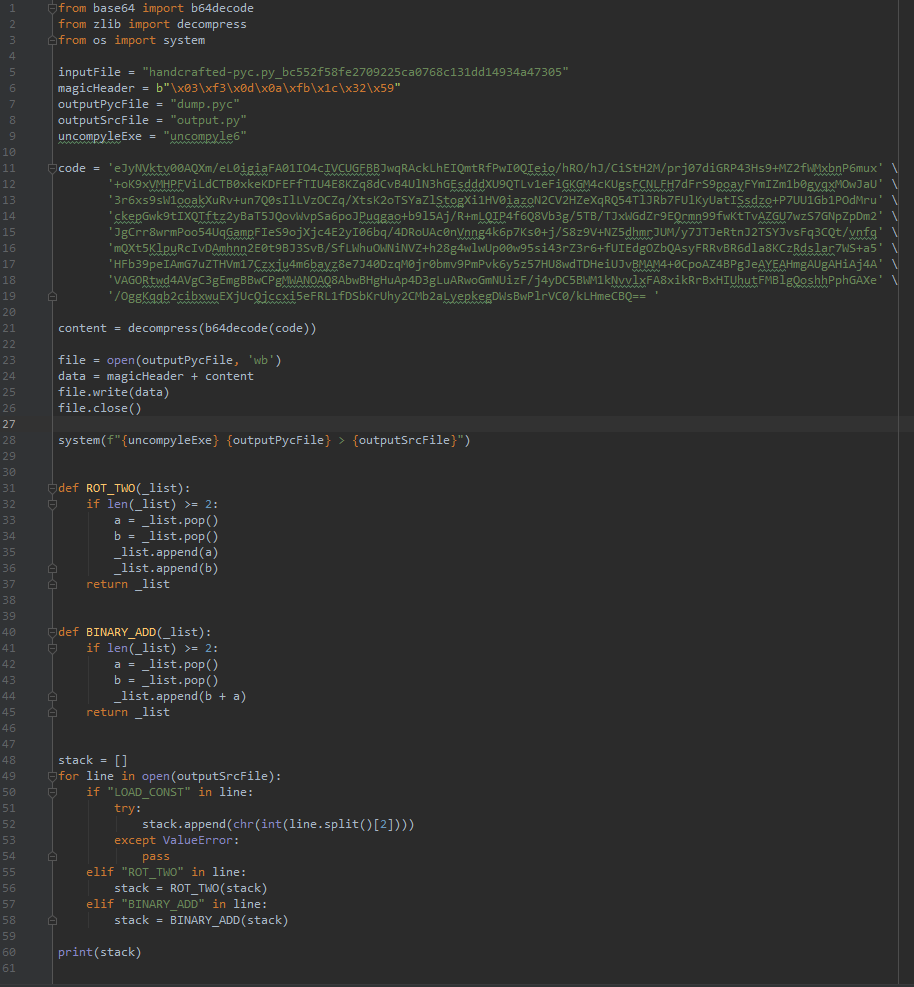 1 from base64 import b64decode
2 from zlib import decompress
3 from os import system
4
5 inputFile = "handcrafted-pyc.py_bc552f58fe2709225ca0768c131dd14934a47305"
6 magicHeader = b"\x03\xf3\x0d\x0a\xfb\x1c\x32\x59"
7 outputPycFile = "dump.pyc"
8 outputSrcFile = "output.py"
9 uncompyleExe = "uncompyle6"
10
11 code = 'eJyNVktv00AQXm/eL0igiaFA01IO4cIVCUGFBBJwqRAckLhEIQmtRfPwI0QIeio/hRO/hJ/CiStH2M/prj07diGRP43Hs9+MZ2fWMxbnP6mux' \
12 '+oK9xVMHPFViLdCTB0xkeKDFEFfTIU4E8KZq8dCvB4UlN3hGEsdddXU9QTLv1eFiGKGM4cKUgsFCNLFH7dFrS9poayFYmIZm1b0gyqxMOwJaU' \
13 '3r6xs9sW1ooakXuRv+un7Q0sIlLVzOCZq/XtsK2oTSYaZlStogXi1HV0iazoN2CV2HZeXqRQ54TlJRb7FUlKyUatISsdzo+P7UU1Gb1POdMru' \
14 'ckepGwk9tIXQTftz2yBaT5JQovWvpSa6poJPuqgao+b9l5Aj/R+mLQIP4f6Q8Vb3g/5TB/TJxWGdZr9EQrmn99fwKtTvAZGU7wzS7GNpZpDm2' \
15 'JgCrr8wrmPoo54UqGampFIeS9ojXjc4E2yI06bq/4DRoUAc0nVnng4k6p7Ks0+j/S8z9V+NZ5dhmrJUM/y7JTJeRtnJ2TSYJvsFq3CQt/vnfg' \
16 'mQXt5KlpuRcIvDAmhnn2E0t9BJ3SvB/SfLWhuOWNiNVZ+h28g4wlwUp00w95si43rZ3r6+fUIEdgOZbQAsyFRRvBR6dla8KCzRdslar7WS+a5' \
17 'HFb39peIAmG7uZTHVm17Czxju4m6bayz8e7J40DzqM0jr0bmv9PmPvk6y5z57HU8wdTDHeiUJvBMAM4+0CpoAZ4BPgJeAYEAHmgAUgAHiAj4A' \
18 'VAGORtwd4AVgC3gEmgBBwCPgMWANOAQ8AbwBHgHuAp4D3gLuARwoGmNUizF/j4yDC5BWM1kNvvlxFA8xikRrBxHIUhutFMBlgQoshhPphGAXe' \
19 '/OggKqqb2cibxwuEXjUcQjccxi5eFRL1fDSbKrUhy2CMb2aLyepkegDWsBwPlrVC0/kLHmeCBQ== '
20
21 content = decompress(b64decode(code))
22
23 file = open(outputPycFile, 'wb')
24 data = magicHeader + content
25 file.write(data)
26 file.close()
27
28 system(f"{uncompyleExe} {outputPycFile} > {outputSrcFile}")
29
30
31 def ROT_TWO(_list):
32 if len(_list) >= 2:
33 a = _list.pop()
34 b = _list.pop()
35 _list.append(a)
36 _list.append(b)
37 return _list
38
39
40 def BINARY_ADD(_list):
41 if len(_list) >= 2:
42 a = _list.pop()
43 b = _list.pop()
44 _list.append(b + a)
45 return _list
46
47
48 stack = []
49 for line in open(outputSrcFile):
50 if "LOAD_CONST" in line:
51 try:
52 stack.append(chr(int(line.split()[2])))
53 except ValueError:
54 pass
55 elif "ROT_TWO" in line:
56 stack = ROT_TWO(stack)
57 elif "BINARY_ADD" in line:
58 stack = BINARY_ADD(stack)
59
60 print(stack)
61